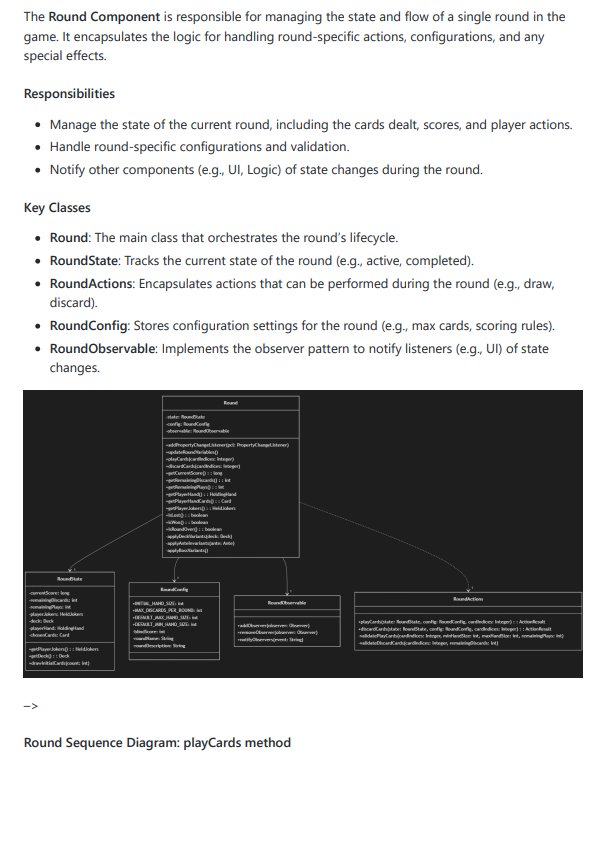 The Round Component is responsible for managing the state and flow of a single round in the
game. It encapsulates the logic for handling round-specific actions, configurations, and any
special effects.
Responsibilities
• Manage the state of the current round, including the cards dealt, scores, and player actions.
• Handle round-specific configurations and validation.
• Notify other components (e.g., UI, Logic) of state changes during the round.
Key Classes
• Round: The main class that orchestrates the round’s lifecycle.
• RoundState: Tracks the current state of the round (e.g., active, completed).
• RoundActions: Encapsulates actions that can be performed during the round (e.g., draw,
discard).
• RoundConfig: Stores configuration settings for the round (e.g., max cards, scoring rules).
• RoundObservable: Implements the observer pattern to notify listeners (e.g., UI) of state
changes.
Round
-state: RoundState
-config: RoundConfig
-observable: RoundObservable
+addPropertyChangeListener(pcl: PropertyChangeListener)
+updateRoundVariables()
+playCards(cardIndices: Integer)
+discardCards(cardIndices: Integer)
+getCurrentScore() : : long
+getRemainingDiscards() : : int
+getRemainingPlays() : : int
+getPlayerHand() : : HoldingHand
+getPlayerHandCards() : : Card
+getPlayerJokers() : : HeldJokers
+isLost() : : boolean
+isWon() : : boolean
+isRoundOver() : : boolean
-applyDeckVariants(deck: Deck)
-applyAnteInvariants(ante: Ante)
-applyBossVariants()
RoundState
-currentScore: long
-remainingDiscards: int
-remainingPlays: int
-playerJokers: HeldJokers
-deck: Deck
-playerHand: HoldingHand
-chosenCards: Card
+getPlayerJokers() : : HeldJokers
+getDeck() : : Deck
+drawInitialCards(count: int)
RoundConfig
+INITIAL_HAND_SIZE: int
+MAX_DISCARDS_PER_ROUND: int
+DEFAULT_MAX_HAND_SIZE: int
+DEFAULT_MIN_HAND_SIZE: int
-blindScore: int
-roundName: String
-roundDescription: String
RoundObservable
+addObserver(observer: Observer)
+removeObserver(observer: Observer)
+notifyObservers(event: String)
RoundActions
+playCards(state: RoundState, config: RoundConfig, cardIndices: Integer) : : ActionResult
+discardCards(state: RoundState, config: RoundConfig, cardIndices: Integer) : : ActionResult
-validatePlayCards(cardIndices: Integer, minHandSize: int, maxHandSize: int, remainingPlays: int)
-validateDiscardCards(cardIndices: Integer, remainingDiscards: int)
–>
Round Sequence Diagram: playCards method